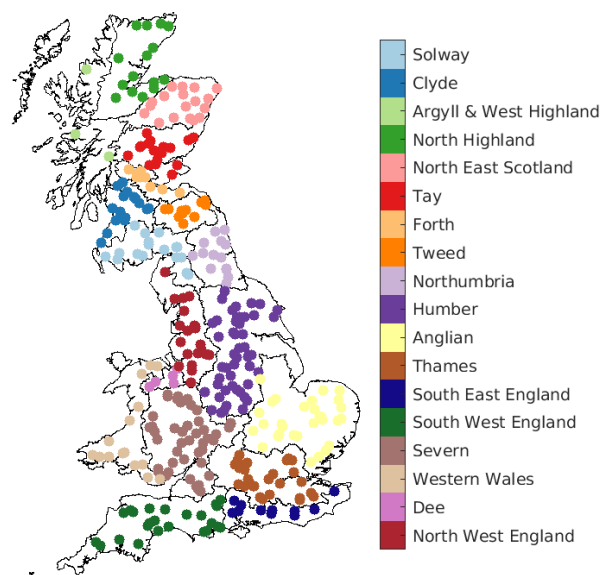 Solway
Clyde
Argyll & West Highland
North Highland
North East Scotland
Tay
Forth
Tweed
Northumbria
Humber
Anglian
Thames
South East England
South West England
Severn
Western Wales
Dee
North West England